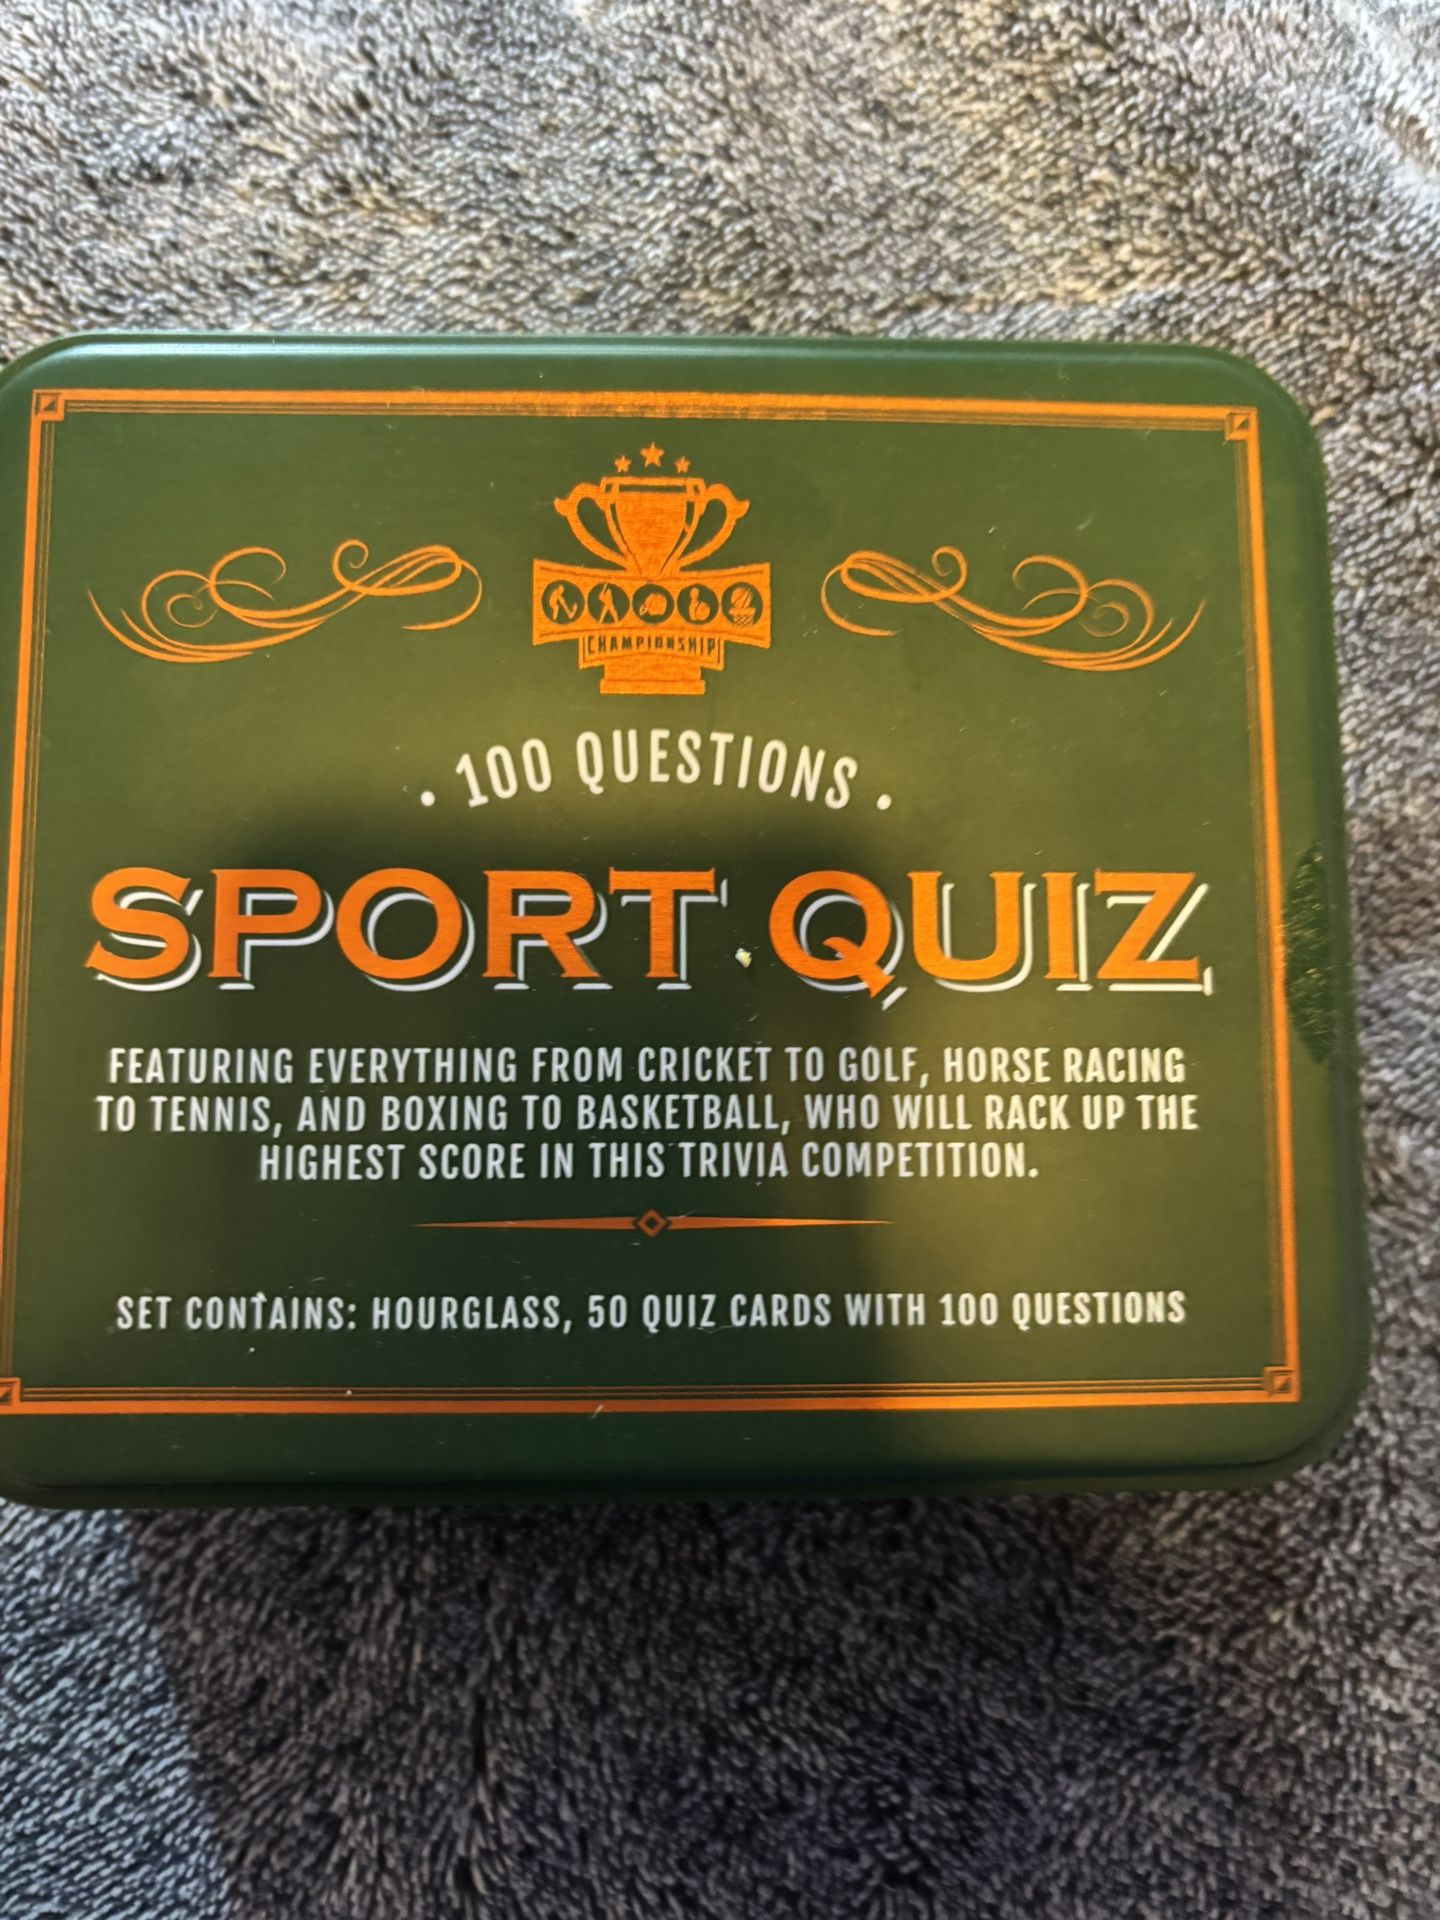 CHAMPIONSHIP
· 100 QUESTIONS ·
SPORT QUIZ
FEATURING EVERYTHING FROM CRICKET TO GOLF, HORSE RACING
TO TENNIS, AND BOXING TO BASKETBALL, WHO WILL RACK UP THE
HIGHEST SCORE IN THIS TRIVIA COMPETITION.
SET CONTAINS: HOURGLASS, 50 QUIZ CARDS WITH 100 QUESTIONS